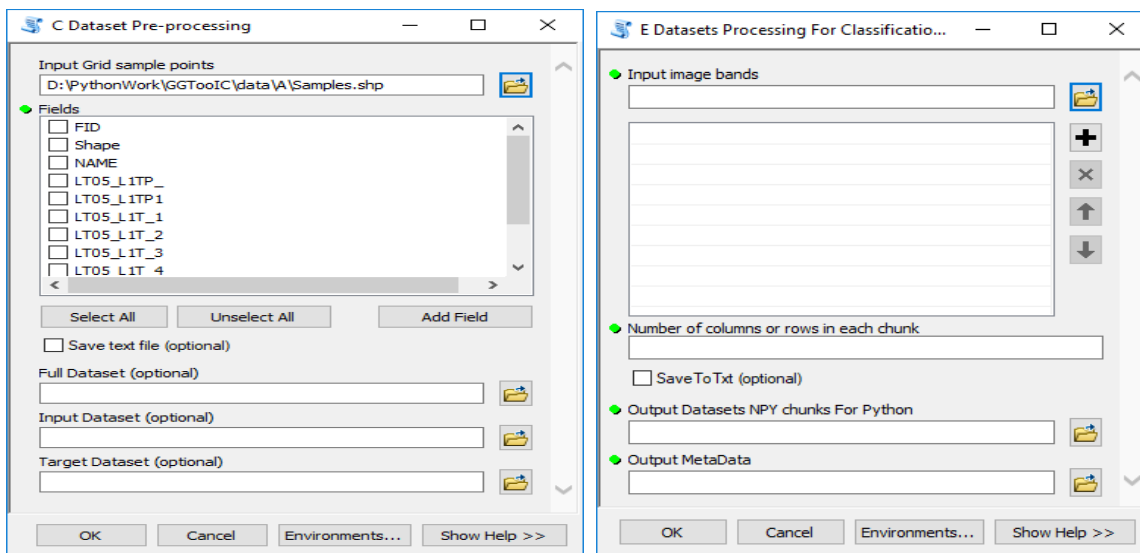 C Dataset Pre-processing
Input Grid sample points
D:\PythonWork\GGTooIC\data\A\Samples.shp
Fields
FID
Shape
NAME
LT05_L1TP_
LT05_L1TP1
LT05_L1T_1
LT05_L1T_2
LT05_L1T_3
LT05_L1T_4
Select All
Unselect All
Add Field
Save text file (optional)
Full Dataset (optional)
Input Dataset (optional)
Target Dataset (optional)
OK
Cancel
Environments...
Show Help >>
E Datasets Processing For Classificatio...
Input image bands
Number of columns or rows in each chunk
SaveToTxt (optional)
Output Datasets NPY chunks For Python
Output MetaData
OK
Cancel
Environments...
Show Help >>